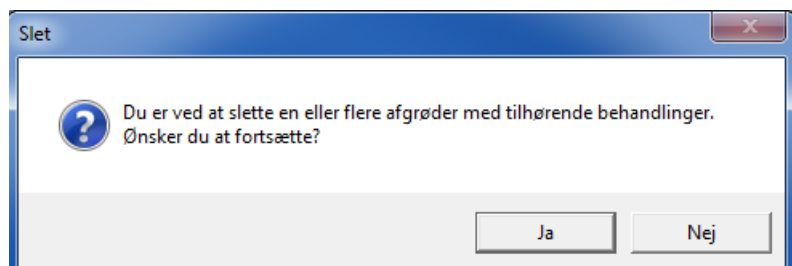 Slet
Du er ved at slette en eller flere afgrøder med tilhørende behandlinger.
Ønsker du at fortsætte?
Ja
Nej